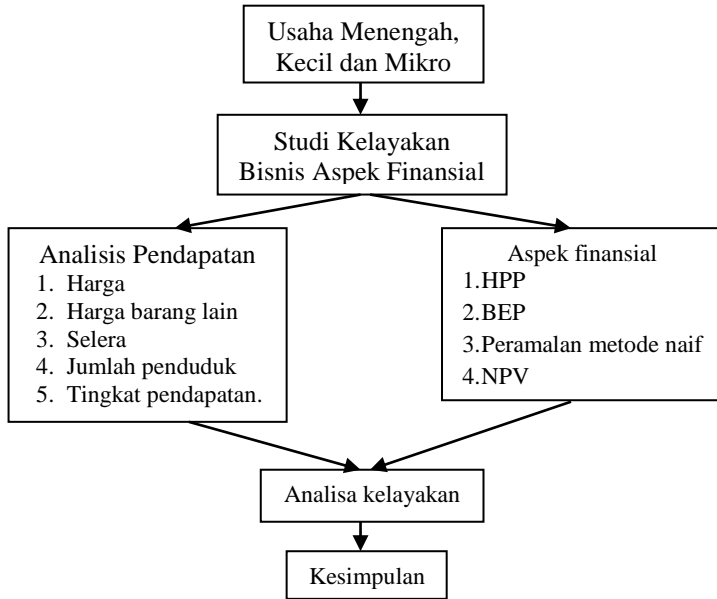 Usaha Menengah,
Kecil dan Mikro
Studi Kelayakan
Bisnis Aspek Finansial
Analisis Pendapatan
1. Harga
2. Harga barang lain
3. Selera
4. Jumlah penduduk
5. Tingkat pendapatan.
Aspek finansial
1.HPP
2.BEP
3.Peramalan metode naif
4.NPV
Analisa kelayakan
Kesimpulan